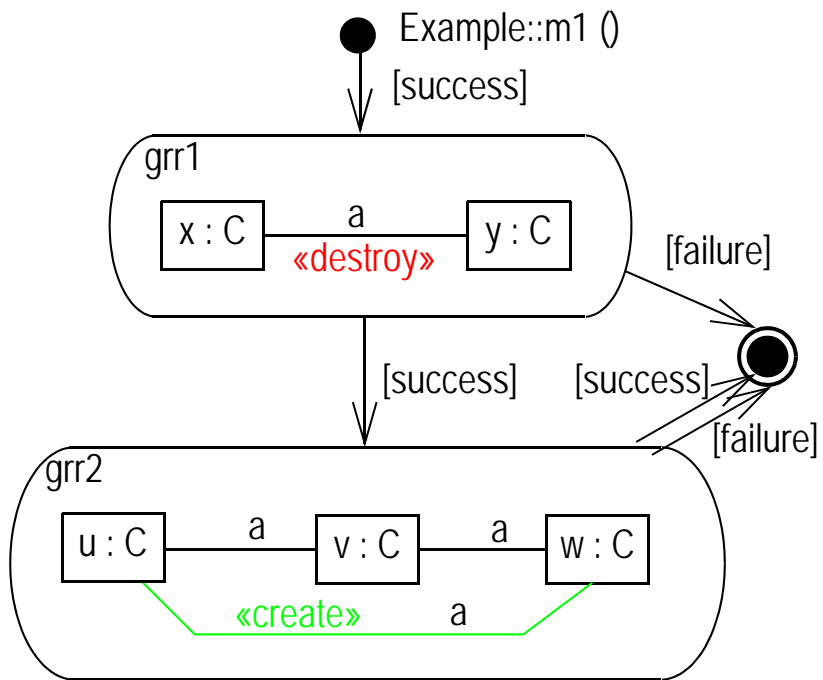 Example::m1 ()
[success]
grr1
x : C
a
«destroy»
y : C
[failure]
[success]
[success]
[failure]
grr2
u : C
a
v : C
a
w : C
«create»
a